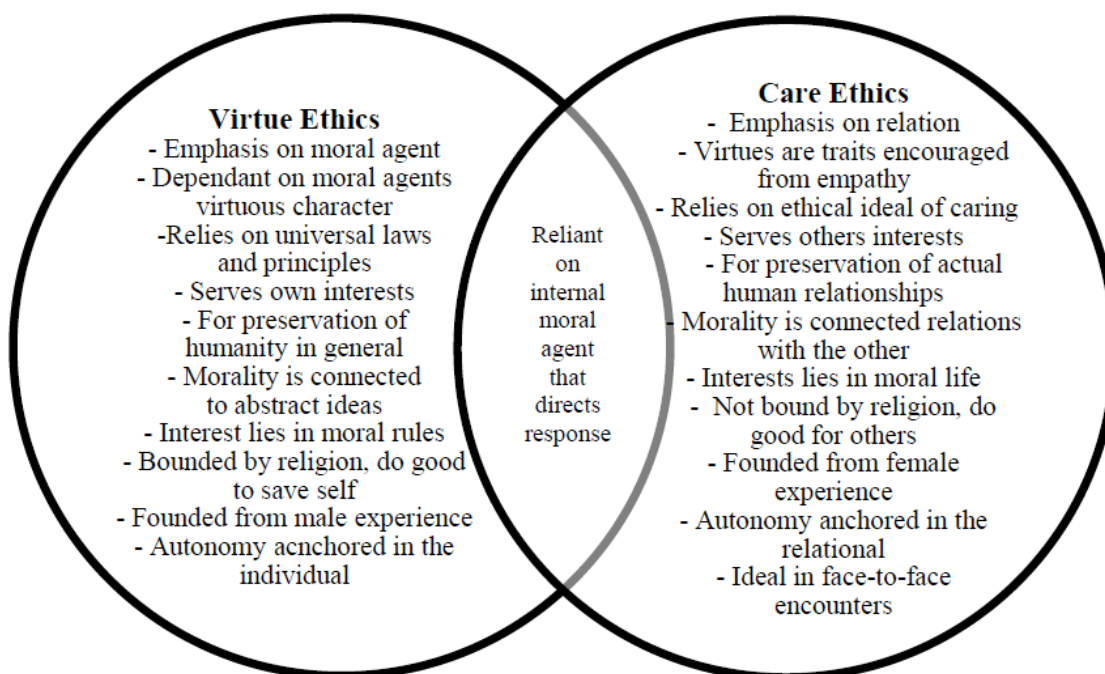 Virtue Ethics
- Emphasis on moral agent
- Dependant on moral agents
virtuous character
-Relies on universal laws
and principles
- Serves own interests
- For preservation of
humanity in general
- Morality is connected
to abstract ideas
- Interest lies in moral rules
- Bounded by religion, do good
to save self
- Founded from male experience
- Autonomy acnchored in the
individual
Reliant
on
internal
moral
agent
that
directs
response
Care Ethics
- Emphasis on relation
- Virtues are traits encouraged
from empathy
- Relies on ethical ideal of caring
- Serves others interests
- For preservation of actual
human relationships
- Morality is connected relations
with the other
- Interests lies in moral life
- Not bound by religion, do
good for others
- Founded from female
experience
- Autonomy anchored in the
relational
- Ideal in face-to-face
encounters